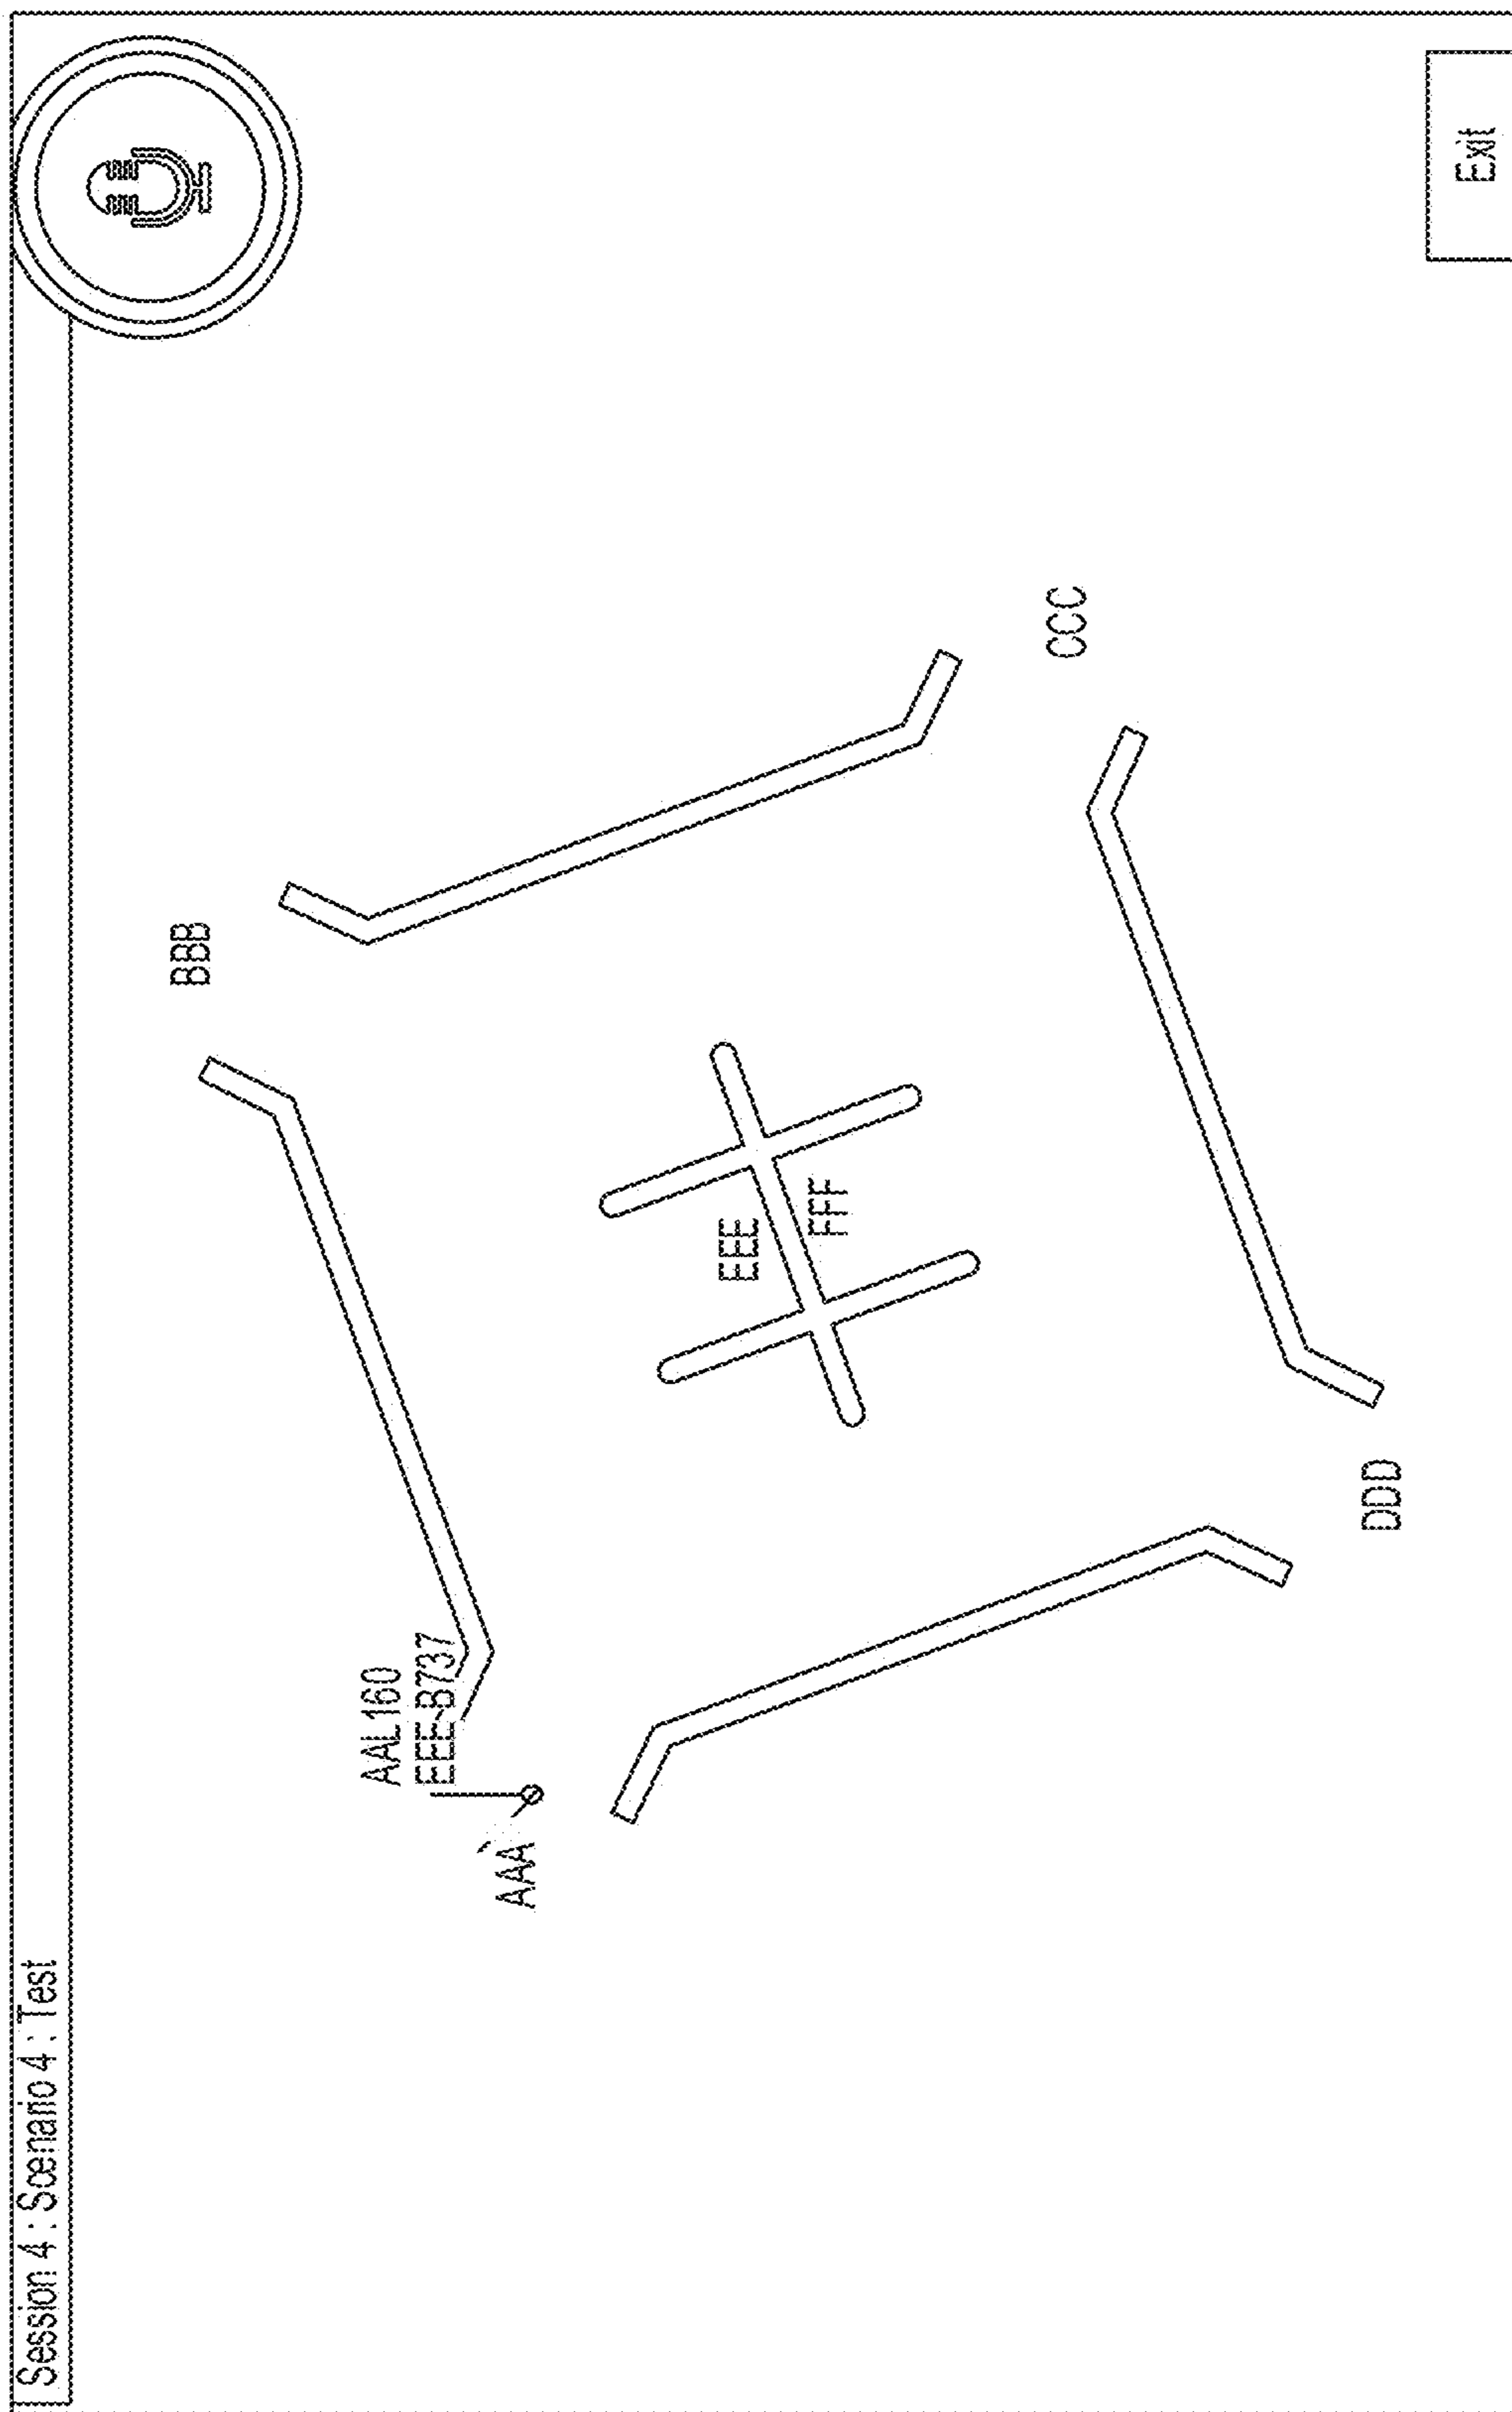 Session 4 : Scenario 4 : Test
BBB
AAL160
EEE-B737
AAA
EEE
FFF
CCC
DDD
Exit